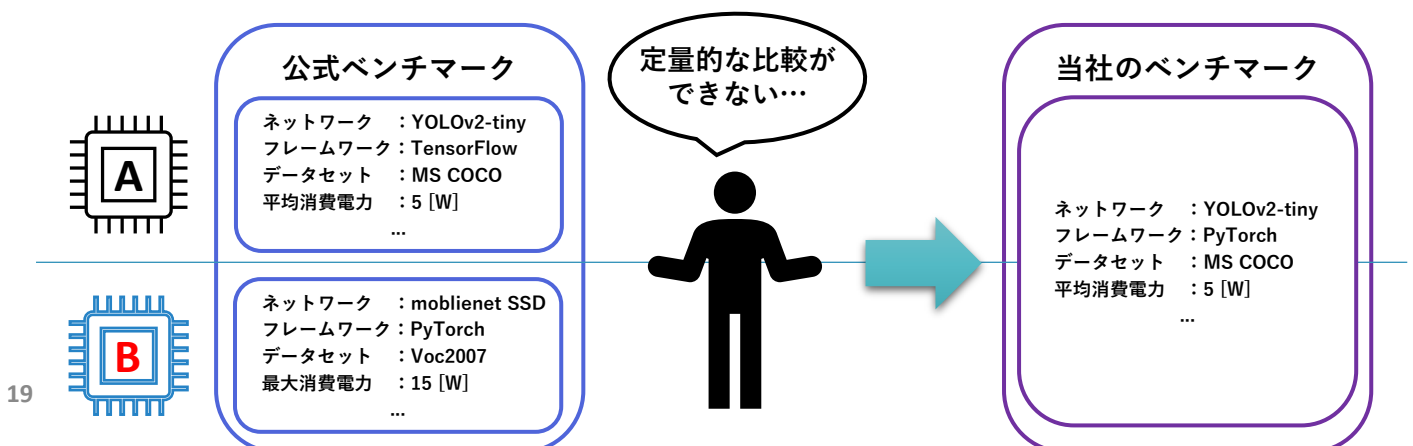 公式ベンチマーク
A
ネットワーク　：YOLOv2-tiny
フレームワーク：TensorFlow
データセット　：MS COCO
平均消費電力　：5 [W]
...
B
ネットワーク　：moblienet SSD
フレームワーク：PyTorch
データセット　：Voc2007
最大消費電力　：15 [W]
...
定量的な比較が
できない…
当社のベンチマーク
ネットワーク　：YOLOv2-tiny
フレームワーク：PyTorch
データセット　：MS COCO
平均消費電力　：5 [W]
...
19